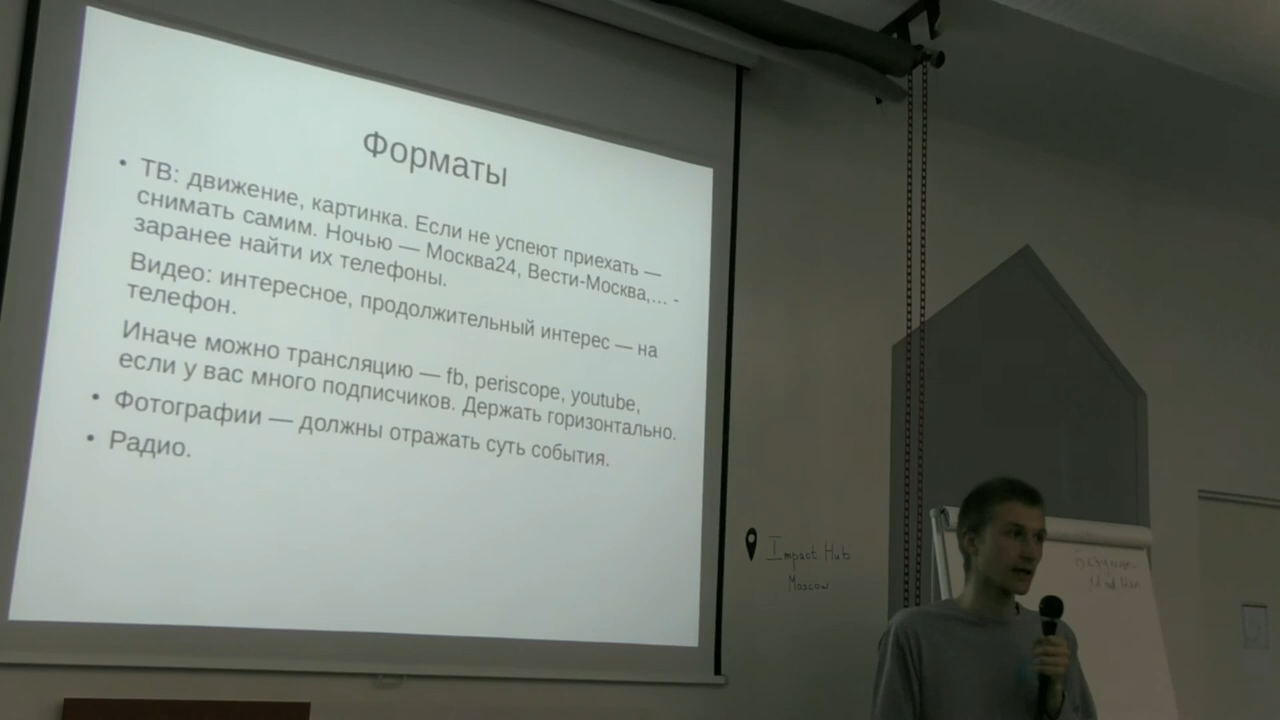 Форматы
• ТВ: движение, картинка. Если не успеют приехать —
снимать самим. Ночью — Москва24, Вести-Москва,... -
заранее найти их телефоны.
Видео: интересное, продолжительный интерес — на
телефон.
Иначе можно трансляцию — fb, periscope, youtube,
если у вас много подписчиков. Держать горизонтально.
• Фотографии — должны отражать суть события.
• Радио.
Impact Hub
Moscow